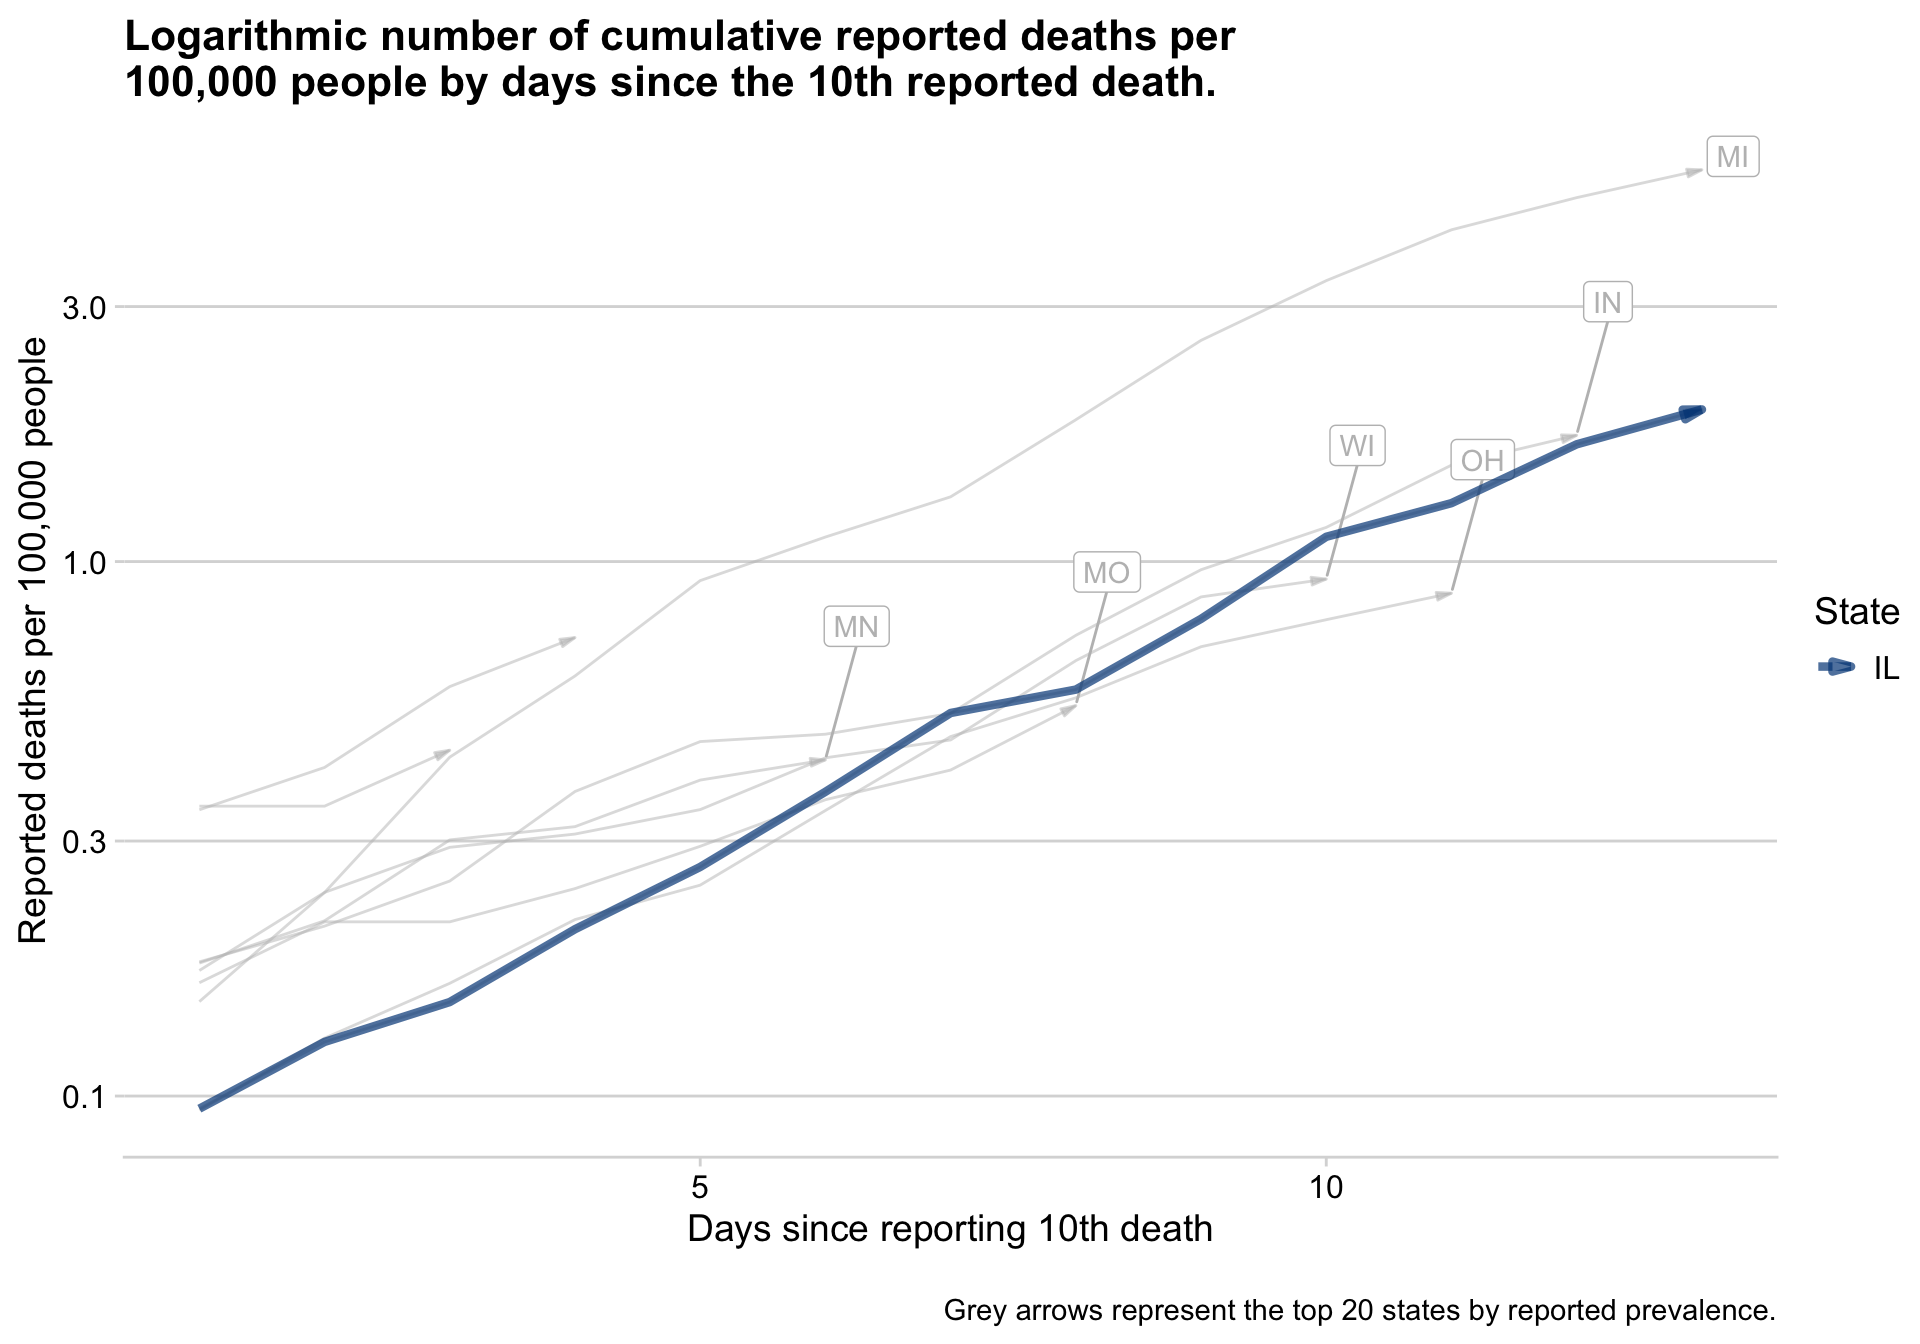 Logarithmic number of cumulative reported deaths per
100,000 people by days since the 10th reported death.
MI
3.0
IN
WI
OH
1.0
MO
MN
0.3
0.1
Reported deaths per 100,000 people
State
IL
5
10
Days since reporting 10th death
Grey arrows represent the top 20 states by reported prevalence.